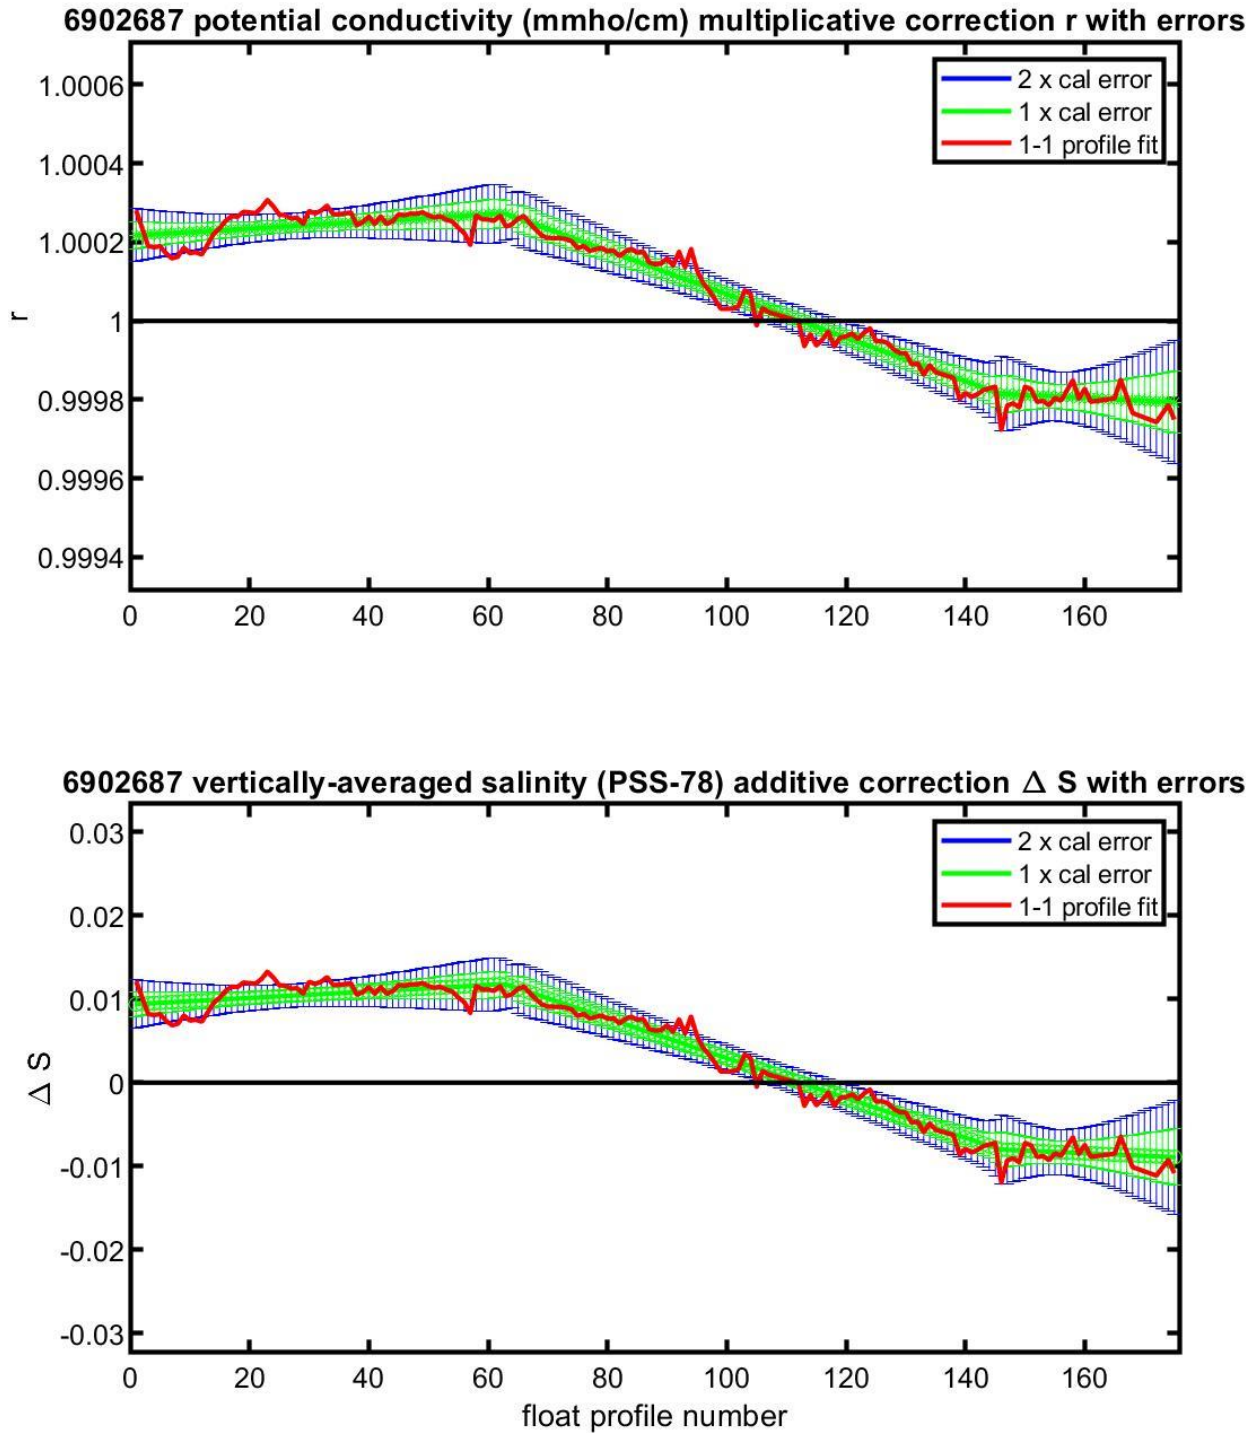 6902687 potential conductivity (mmho/cm) multiplicative correction r with errors
2 x cal error
1 x cal error
1-1 profile fit
1.0006
1.0004
1.0002
1
0.9998
0.9996
0.9994
r
0 20 40 60 80 100 120 140 160
6902687 vertically-averaged salinity (PSS-78) additive correction Δ S with errors
2 x cal error
1 x cal error
1-1 profile fit
0.03
0.02
0.01
0
-0.01
-0.02
-0.03
Δ S
0 20 40 60 80 100 120 140 160
float profile number